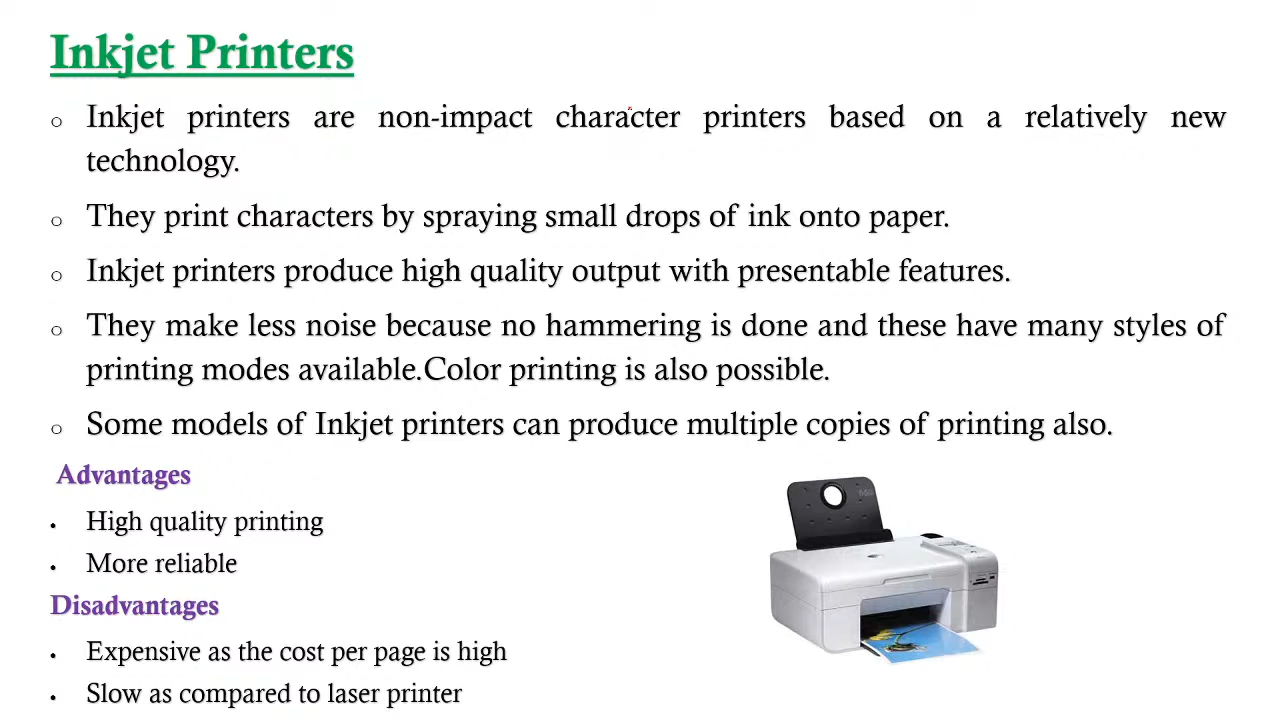 Inkjet Printers
o Inkjet printers are non-impact character printers based on a relatively new
technology.
o They print characters by spraying small drops of ink onto paper.
o Inkjet printers produce high quality output with presentable features.
o They make less noise because no hammering is done and these have many styles of
printing modes available.Color printing is also possible.
o Some models of Inkjet printers can produce multiple copies of printing also.
Advantages
• High quality printing
• More reliable
Disadvantages
• Expensive as the cost per page is high
• Slow as compared to laser printer